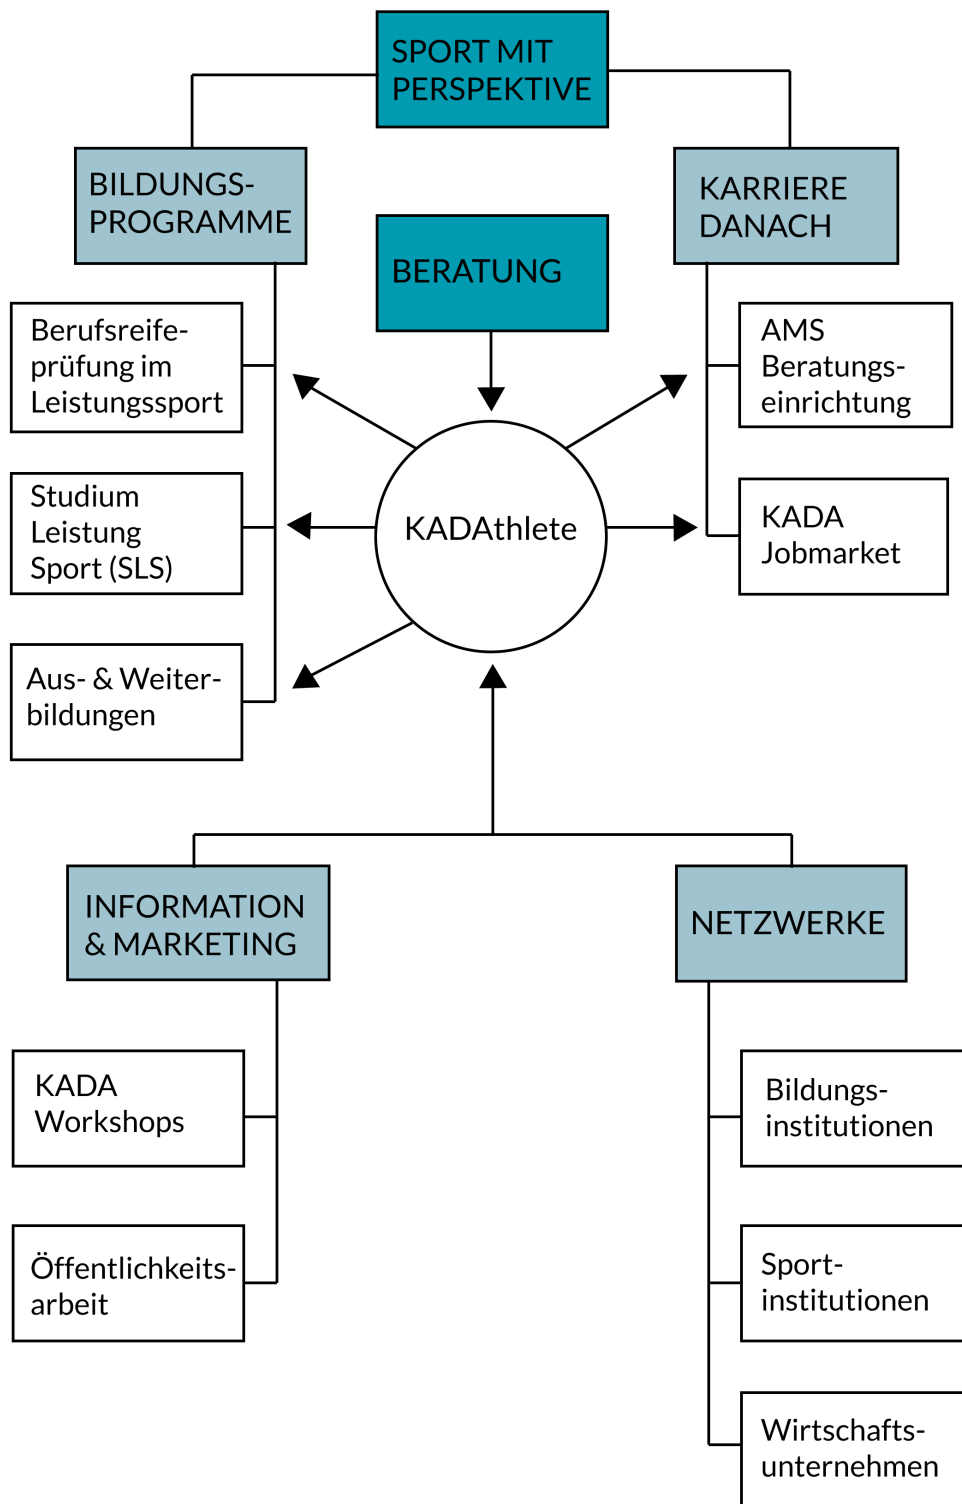 SPORT MIT
PERSPEKTIVE
BILDUNGS-
PROGRAMME
KARRIERE
DANACH
BERATUNG
Berufsreife-
prüfung im
Leistungssport
AMS
Beratungs-
einrichtung
Studium
Leistung
Sport (SLS)
KADAthlete
KADA
Jobmarket
Aus- & Weiter-
bildungen
INFORMATION
& MARKETING
NETZWERKE
KADA
Workshops
Bildungs-
institutionen
Öffentlichkeits-
arbeit
Sport-
institutionen
Wirtschafts-
unternehmen